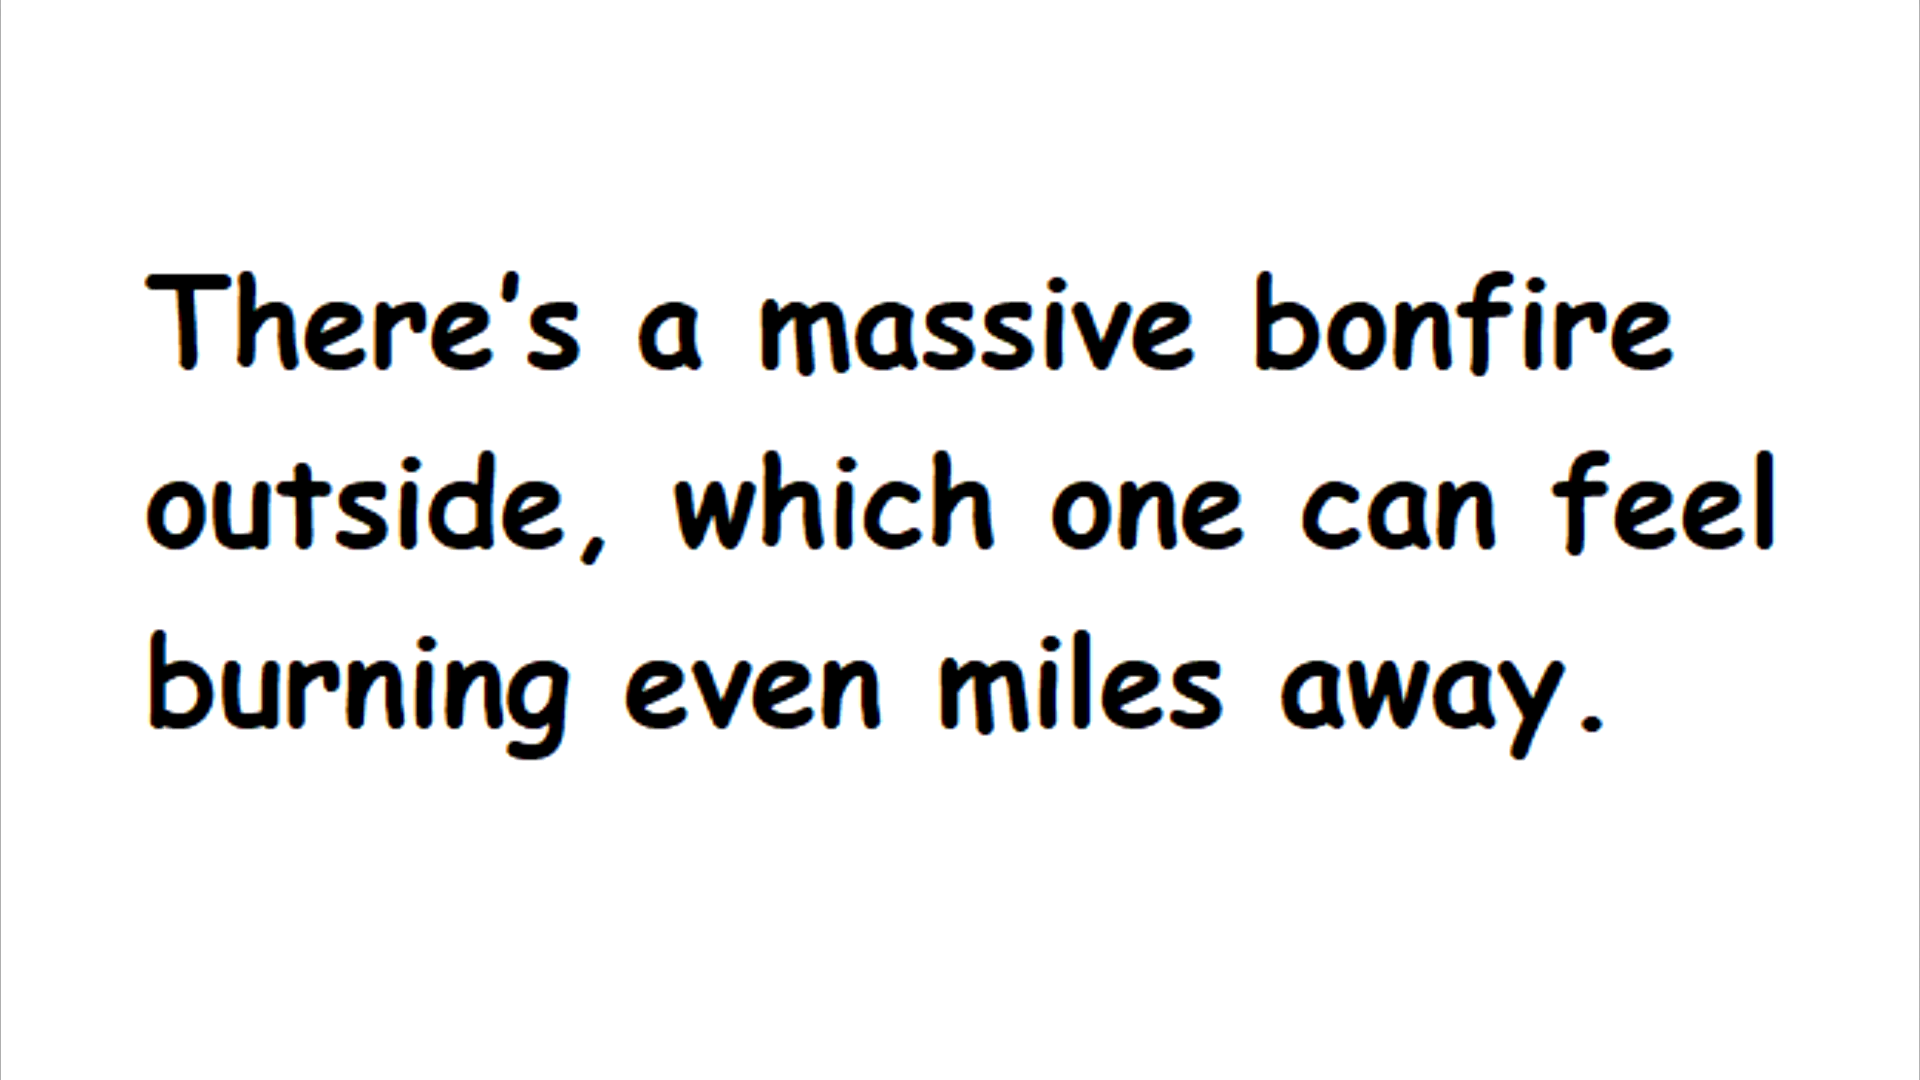 There's a massive bonfire
outside, which one can feel
burning even miles away.